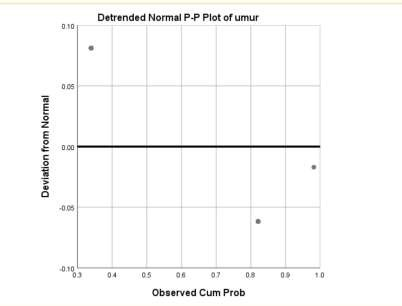 Detrended Normal P-P Plot of umur
0.10
0.05
0.00
-0.05
-0.10
Deviation from Normal
0.3 0.4 0.5 0.6 0.7 0.8 0.9 1.0
Observed Cum Prob